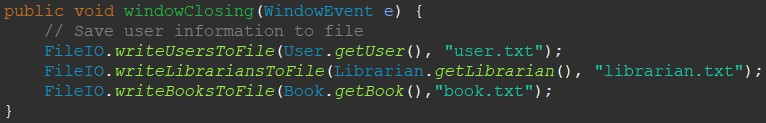 public void windowClosing(WindowEvent e) {
// Save user information to file
FileIO.writeUsersToFile(User.getUser(), "user.txt");
FileIO.writeLibrariansToFile(Librarian.getLibrarian(), "librarian.txt");
FileIO.writeBooksToFile(Book.getBook(),"book.txt");
}